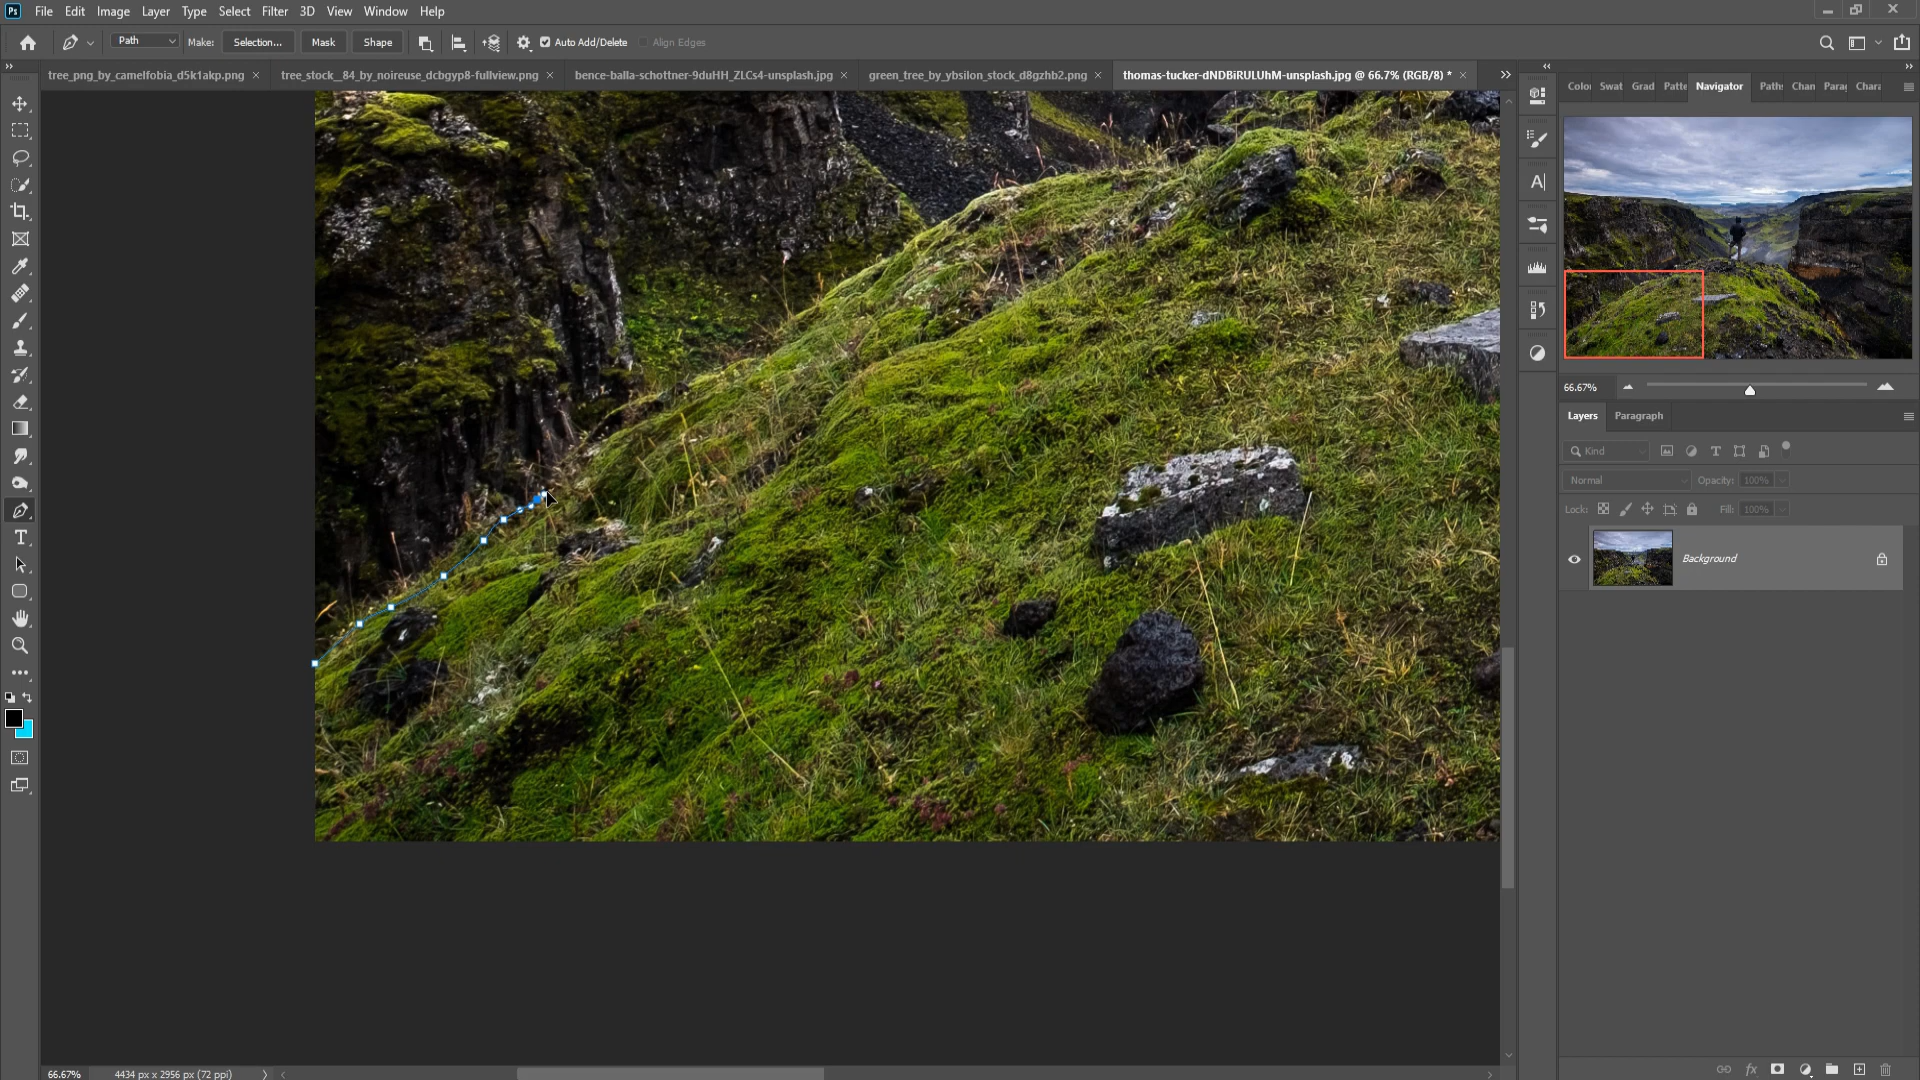 Ps File Edit Image Layer Type Select Filter 3D View Window Help
Path Make: Selection... Mask Shape Auto Add/Delete Align Edges
tree_png_by_camelfobia_d5k1akp.png tree_stock__84_by_noireuse_dcbgyp8-fullview.png bence-balla-schottner-9duHH_ZLCs4-unsplash.jpg green_tree_by_ybsilon_stock_d8gzhb2.png thomas-tucker-dNDBiRULUhM-unsplash.jpg @ 66.7% (RGB/8) *
Colo Swat Grad Patte Navigator Paths Chan Para Chara
66.67%
Layers Paragraph
Kind
Normal Opacity: 100%
Lock: Fill: 100%
Background
66.67% 4434 px x 2956 px (72 ppi)